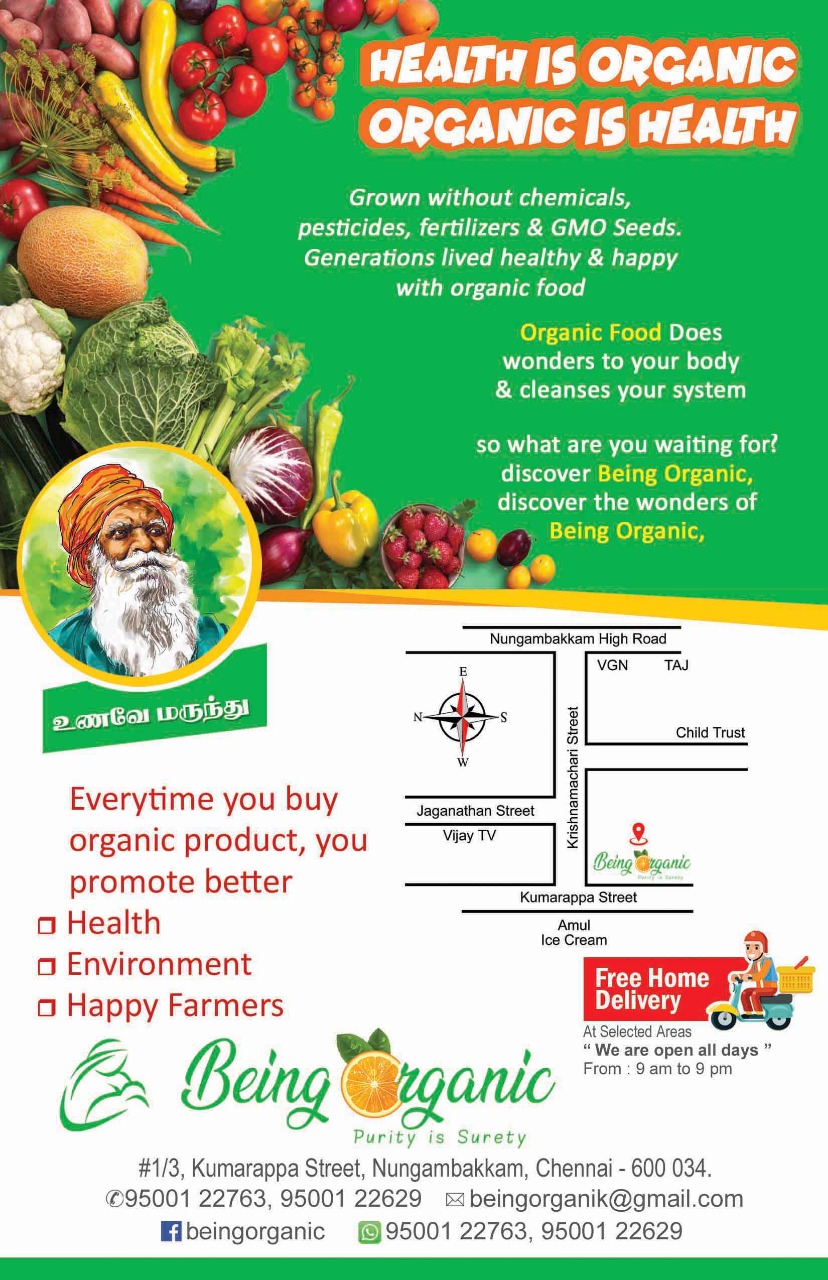 HEALTH IS ORGANIC
ORGANIC IS HEALTH
Grown without chemicals,
pesticides, fertilizers & GMO Seeds.
Generations lived healthy & happy
with organic food
Organic Food Does
wonders to your body
& cleanses your system
so what are you waiting for?
discover Being Organic,
discover the wonders of
Being Organic,
உணவே மருந்து
Nungambakkam High Road
VGN TAJ
E
N S
W
Krishnamachari Street
Child Trust
Jaganathan Street
Vijay TV
Being Organic
Purity is Surety
Kumarappa Street
Amul
Ice Cream
Everytime you buy
organic product, you
promote better
❒ Health
❒ Environment
❒ Happy Farmers
Free Home
Delivery
At Selected Areas
“ We are open all days ”
From : 9 am to 9 pm
Being Organic
Purity is Surety
#1/3, Kumarappa Street, Nungambakkam, Chennai - 600 034.
✆95001 22763, 95001 22629 ✉ beingorganik@gmail.com
f beingorganic 95001 22763, 95001 22629